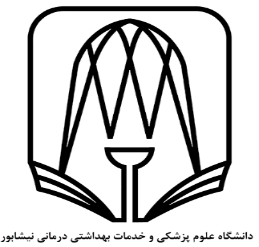 دانشگاه علوم پزشکی و خدمات بهداشتی درمانی نیشابور